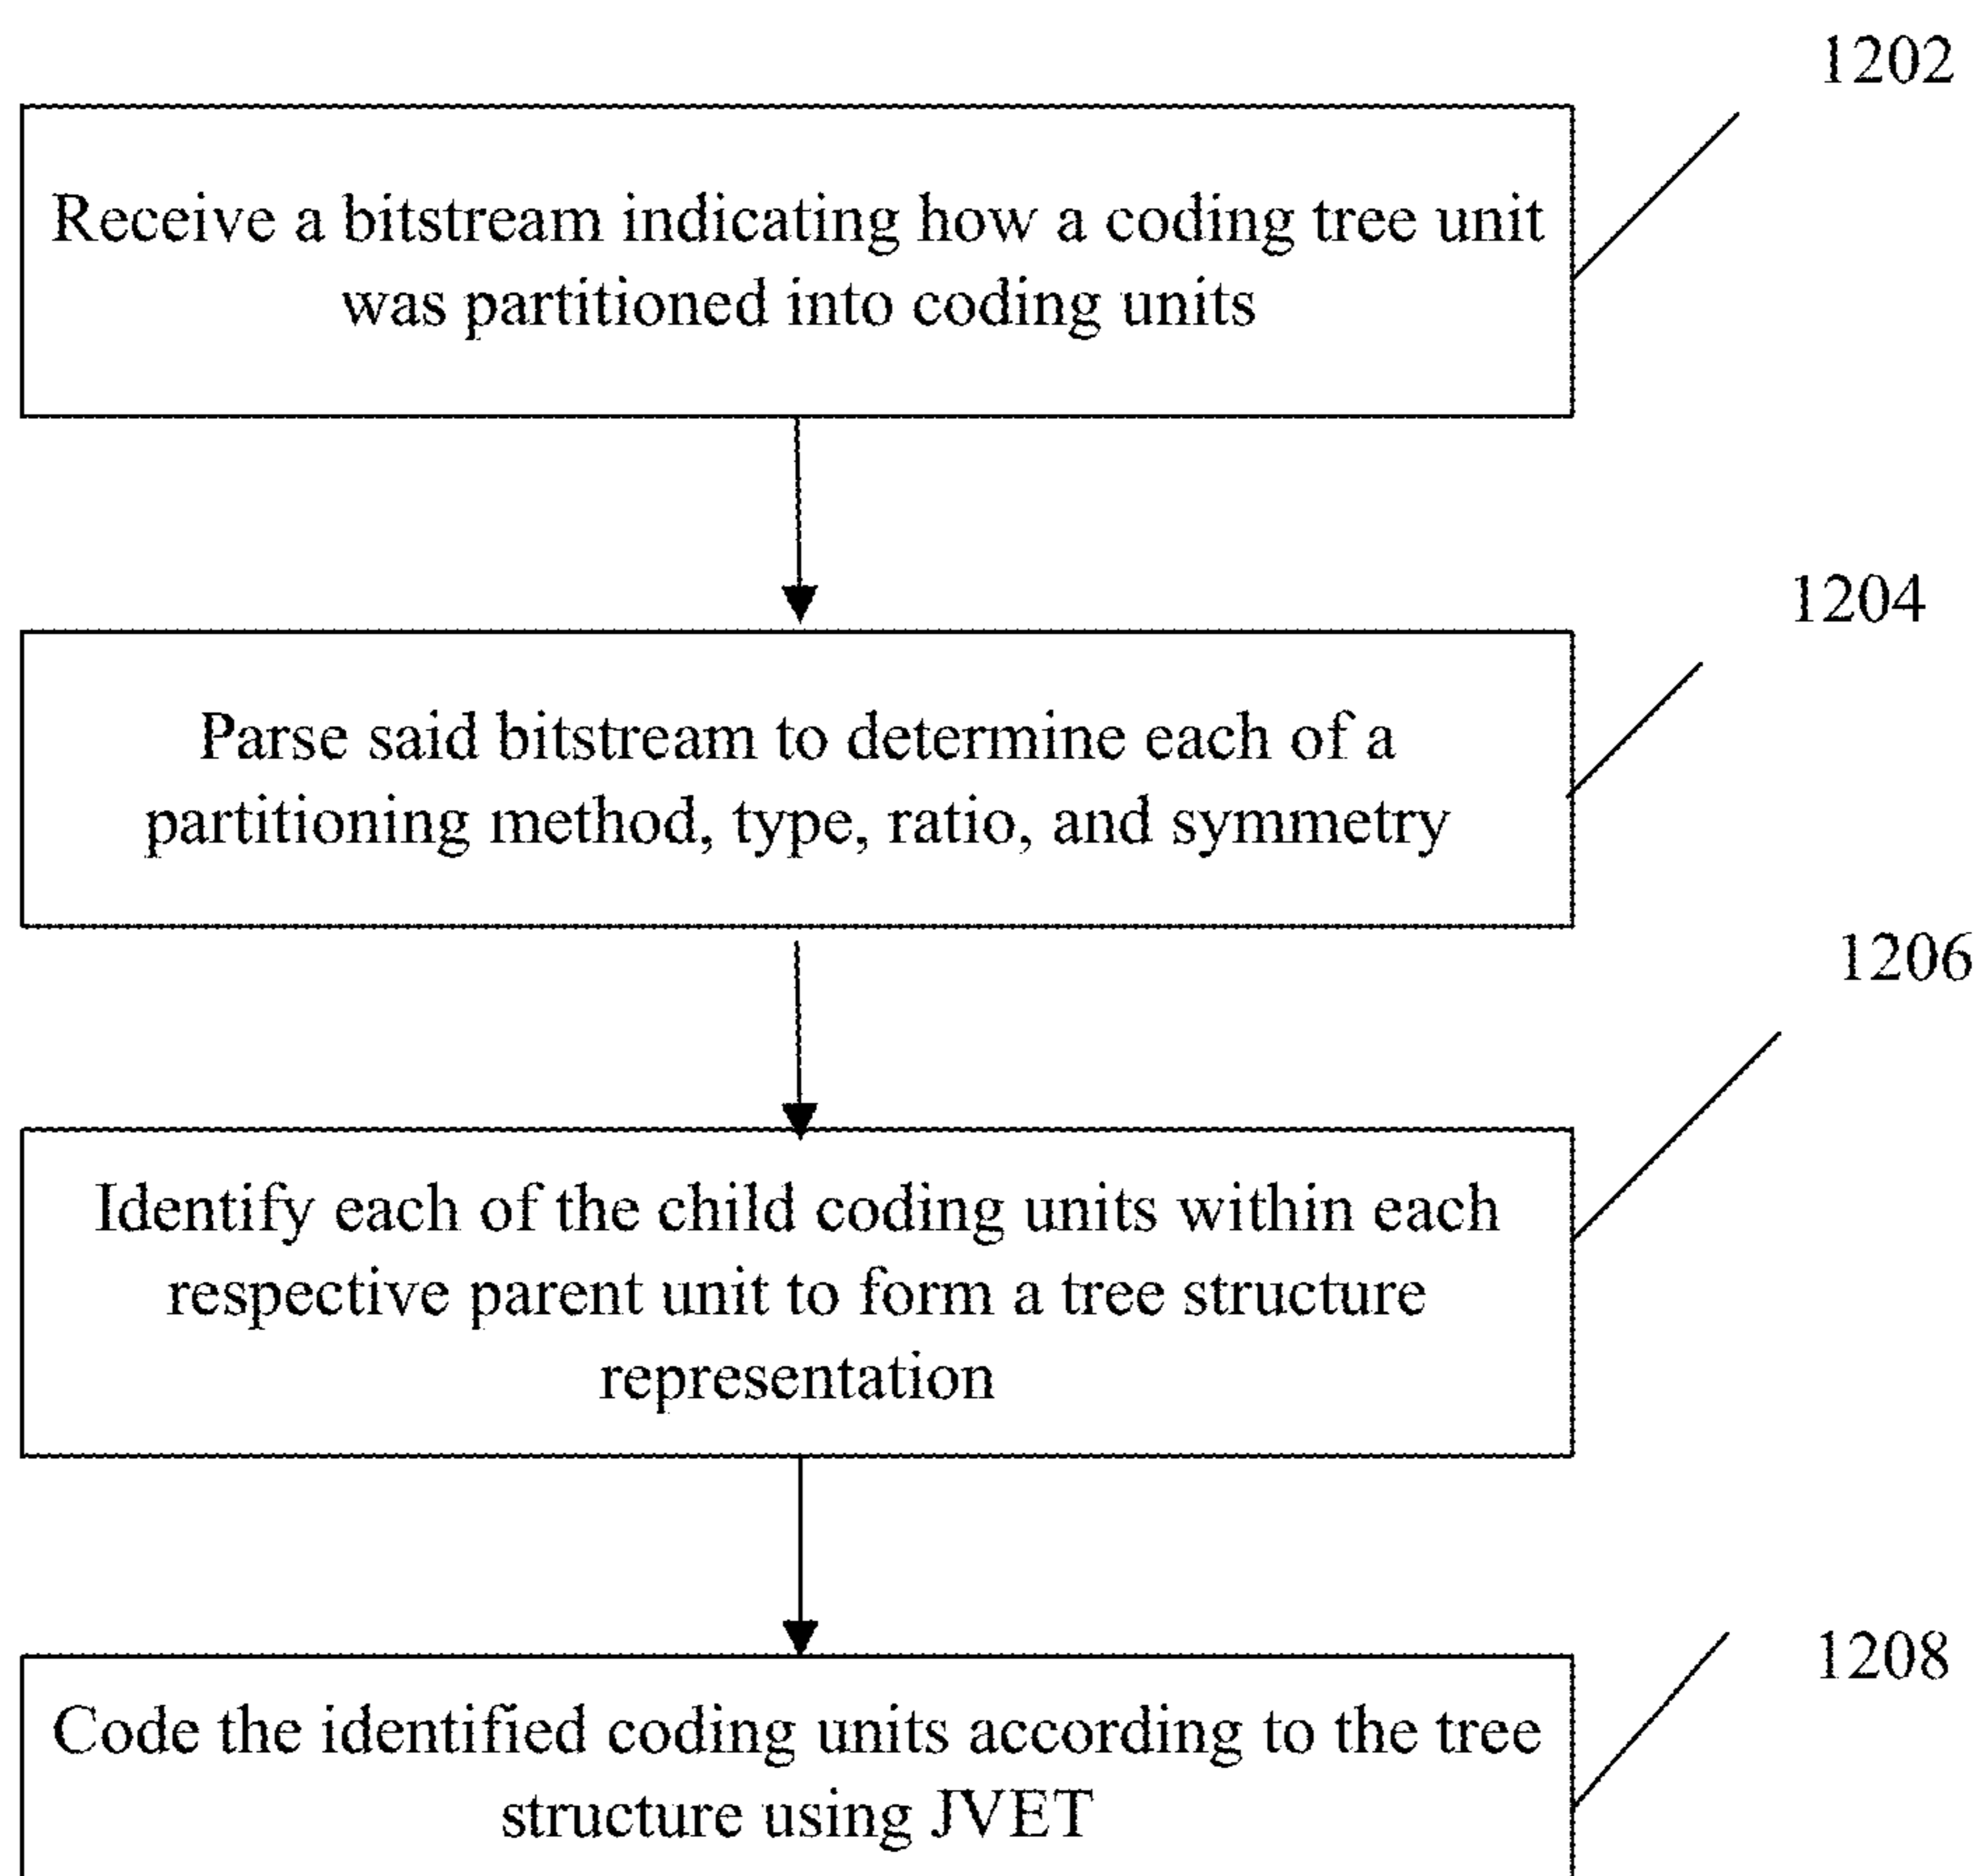 1202
Receive a bitstream indicating how a coding tree unit
was partitioned into coding units
1204
Parse said bitstream to determine each of a
partitioning method, type, ratio, and symmetry
1206
Identify each of the child coding units within each
respective parent unit to form a tree structure
representation
1208
Code the identified coding units according to the tree
structure using JVET